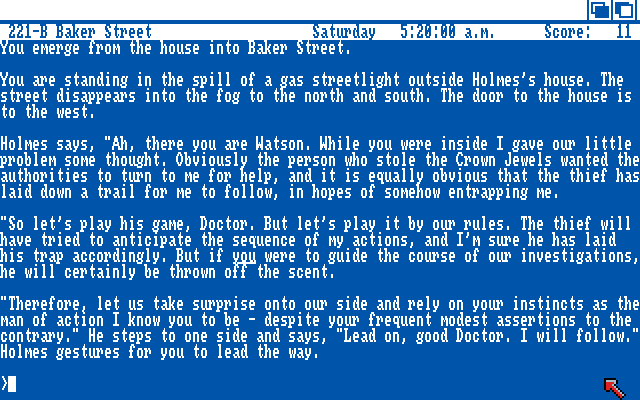 221-B Baker Street Saturday 5:20:00 a.m. Score: 11
You emerge from the house into Baker Street.
You are standing in the spill of a gas streetlight outside Holmes's house. The
street disappears into the fog to the north and south. The door to the house is
to the west.
Holmes says, "Ah, there you are Watson. While you were inside I gave our little
problem some thought. Obviously the person who stole the Crown Jewels wanted the
authorities to turn to me for help, and it is equally obvious that the thief has
laid down a trail for me to follow, in hopes of somehow entrapping me.
"So let's play his game, Doctor. But let's play it by our rules. The thief will
have tried to anticipate the sequence of my actions, and I'm sure he has laid
his trap accordingly. But if you were to guide the course of our investigations,
he will certainly be thrown off the scent.
"Therefore, let us take surprise onto our side and rely on your instincts as the
man of action I know you to be - despite your frequent modest assertions to the
contrary." He steps to one side and says, "Lead on, good Doctor. I will follow."
Holmes gestures for you to lead the way.
>